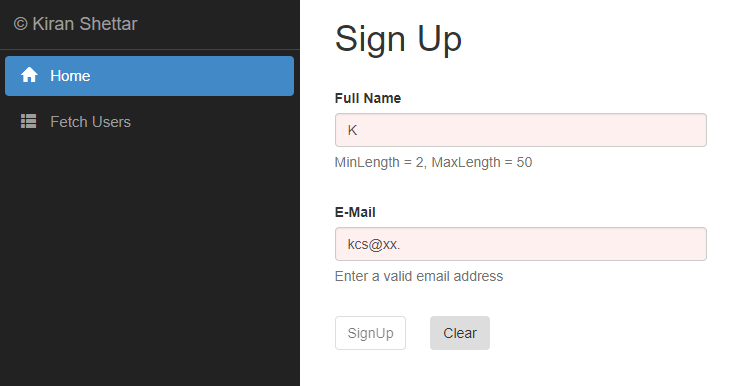 © Kiran Shettar
Home
Fetch Users
Sign Up
Full Name
K
MinLength = 2, MaxLength = 50
E-Mail
kcs@xx.
Enter a valid email address
SignUp Clear